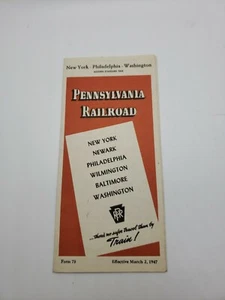 New York - Philadelphia - Washington
EASTERN STANDARD TIME
PENNSYLVANIA
RAILROAD
NEW YORK
NEWARK
PHILADELPHIA
WILMINGTON
BALTIMORE
WASHINGTON
PRR
...there's no safer travel than by
Train!
Form 74
Effective March 2, 1947